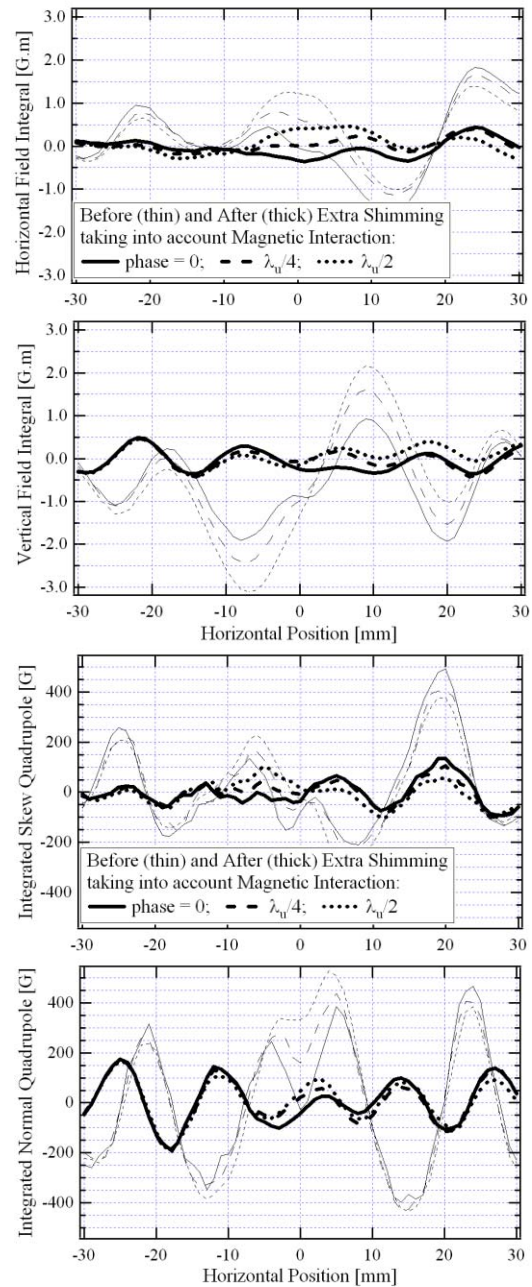 Horizontal Field Integral [G.m]
3.0
2.0
1.0
0.0
-1.0
-2.0
-3.0
Before (thin) and After (thick) Extra Shimming
taking into account Magnetic Interaction:
phase = 0; λu/4; λu/2
-30 -20 -10 0 10 20 30
Vertical Field Integral [G.m]
3.0
2.0
1.0
0.0
-1.0
-2.0
-3.0
-30 -20 -10 0 10 20 30
Horizontal Position [mm]
Integrated Skew Quadrupole [G]
400
200
0
-200
-400
Before (thin) and After (thick) Extra Shimming
taking into account Magnetic Interaction:
phase = 0; λu/4; λu/2
-30 -20 -10 0 10 20 30
Integrated Normal Quadrupole [G]
400
200
0
-200
-400
-30 -20 -10 0 10 20 30
Horizontal Position [mm]